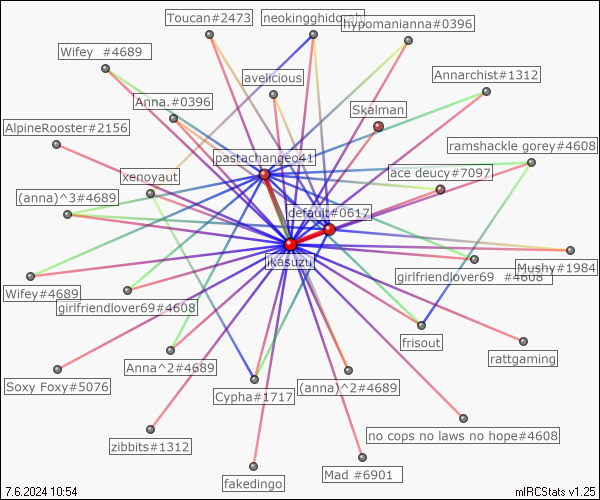 Toucan#2473
neokingghidorah
hypomanianna#0396
Wifey  #4689
avelicious
Annarchist#1312
Anna.#0396
Skalman
AlpineRooster#2156
ramshackle gorey#4608
pastachangeo41
ace deucy#7097
xenoyaut
(anna)^3#4689
default#0617
ikasuzu
Mushy#1984
girlfriendlover69  #4608
Wifey#4689
girlfriendlover69#4608
frisout
rattgaming
Anna^2#4689
Soxy Foxy#5076
(anna)^2#4689
Cypha#1717
no cops no laws no hope#4608
zibbits#1312
Mad #6901
fakedingo
7.6.2024 10:54
mIRCStats v1.25